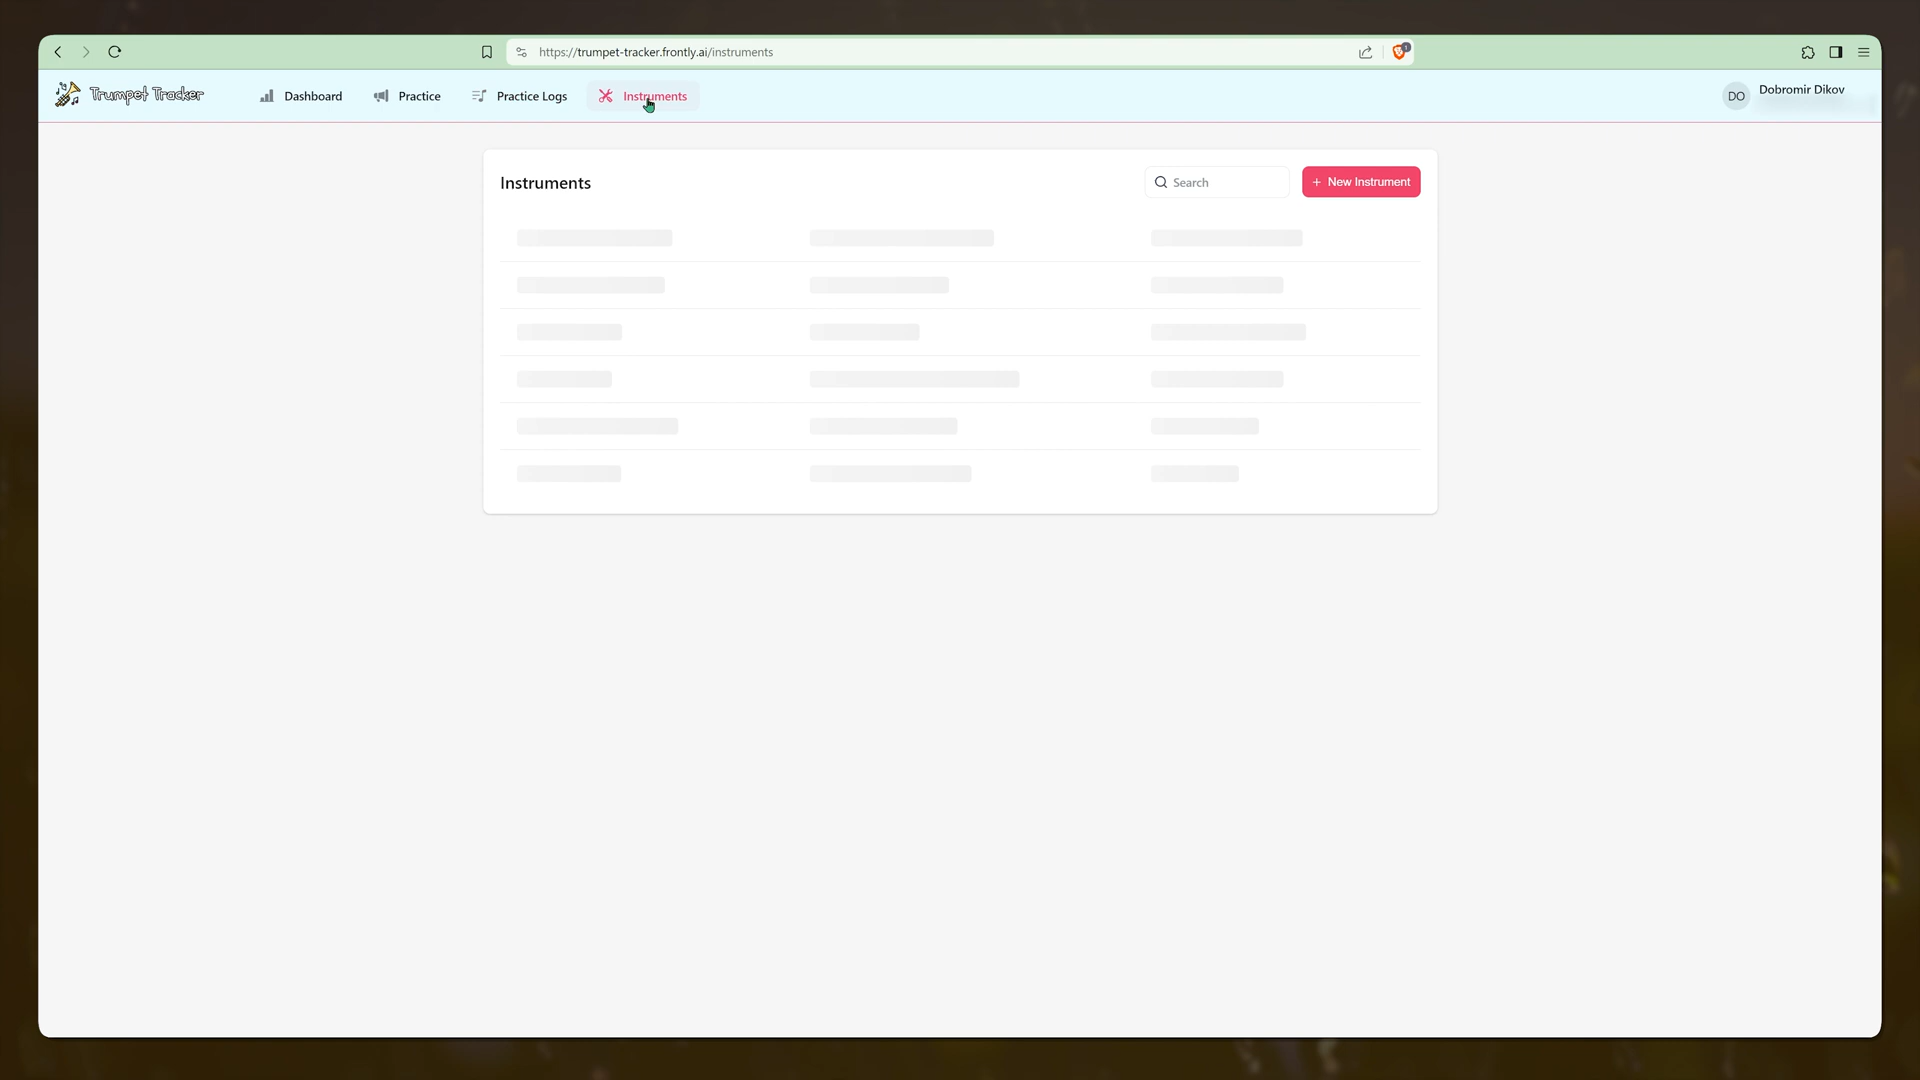 https://trumpet-tracker.frontly.ai/instruments
1
Trumpet Tracker
Dashboard
Practice
Practice Logs
Instruments
DO
Dobromir Dikov
Instruments
Search
+ New Instrument